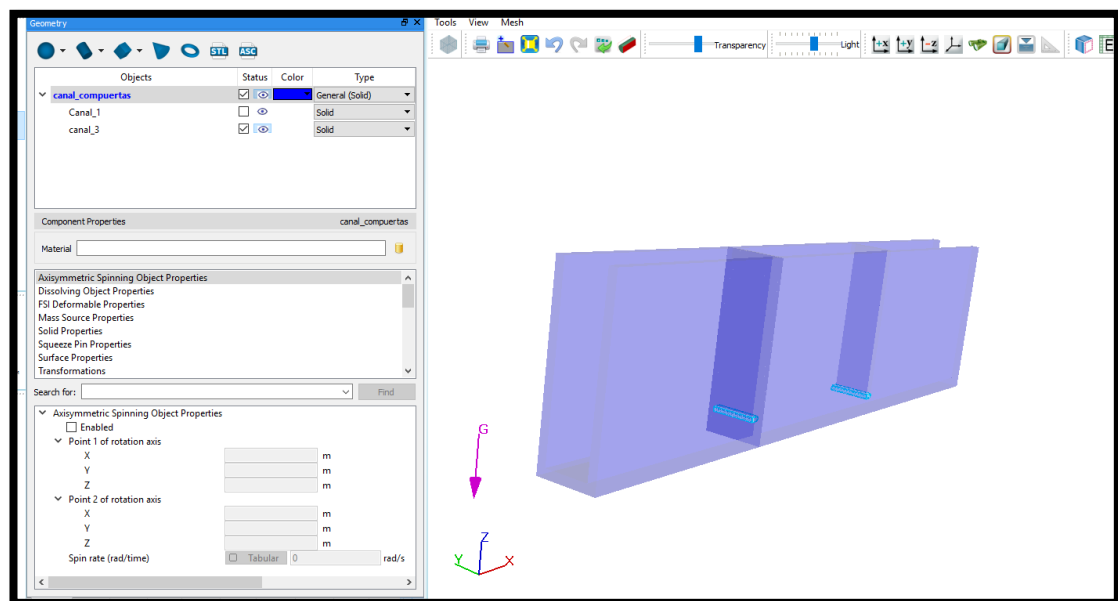 Geometry
Tools View Mesh
STL ASC
Transparency
Light
+x +y -z
E
Objects Status Color Type
canal_compuertas General (Solid)
Canal_1 Solid
canal_3 Solid
Component Properties canal_compuertas
Material
Axisymmetric Spinning Object Properties
Dissolving Object Properties
FSI Deformable Properties
Mass Source Properties
Solid Properties
Squeeze Pin Properties
Surface Properties
Transformations
Search for: Find
Axisymmetric Spinning Object Properties
Enabled
Point 1 of rotation axis
X m
Y m
Z m
Point 2 of rotation axis
X m
Y m
Z m
Spin rate (rad/time) Tabular 0 rad/s
G
Z
Y X